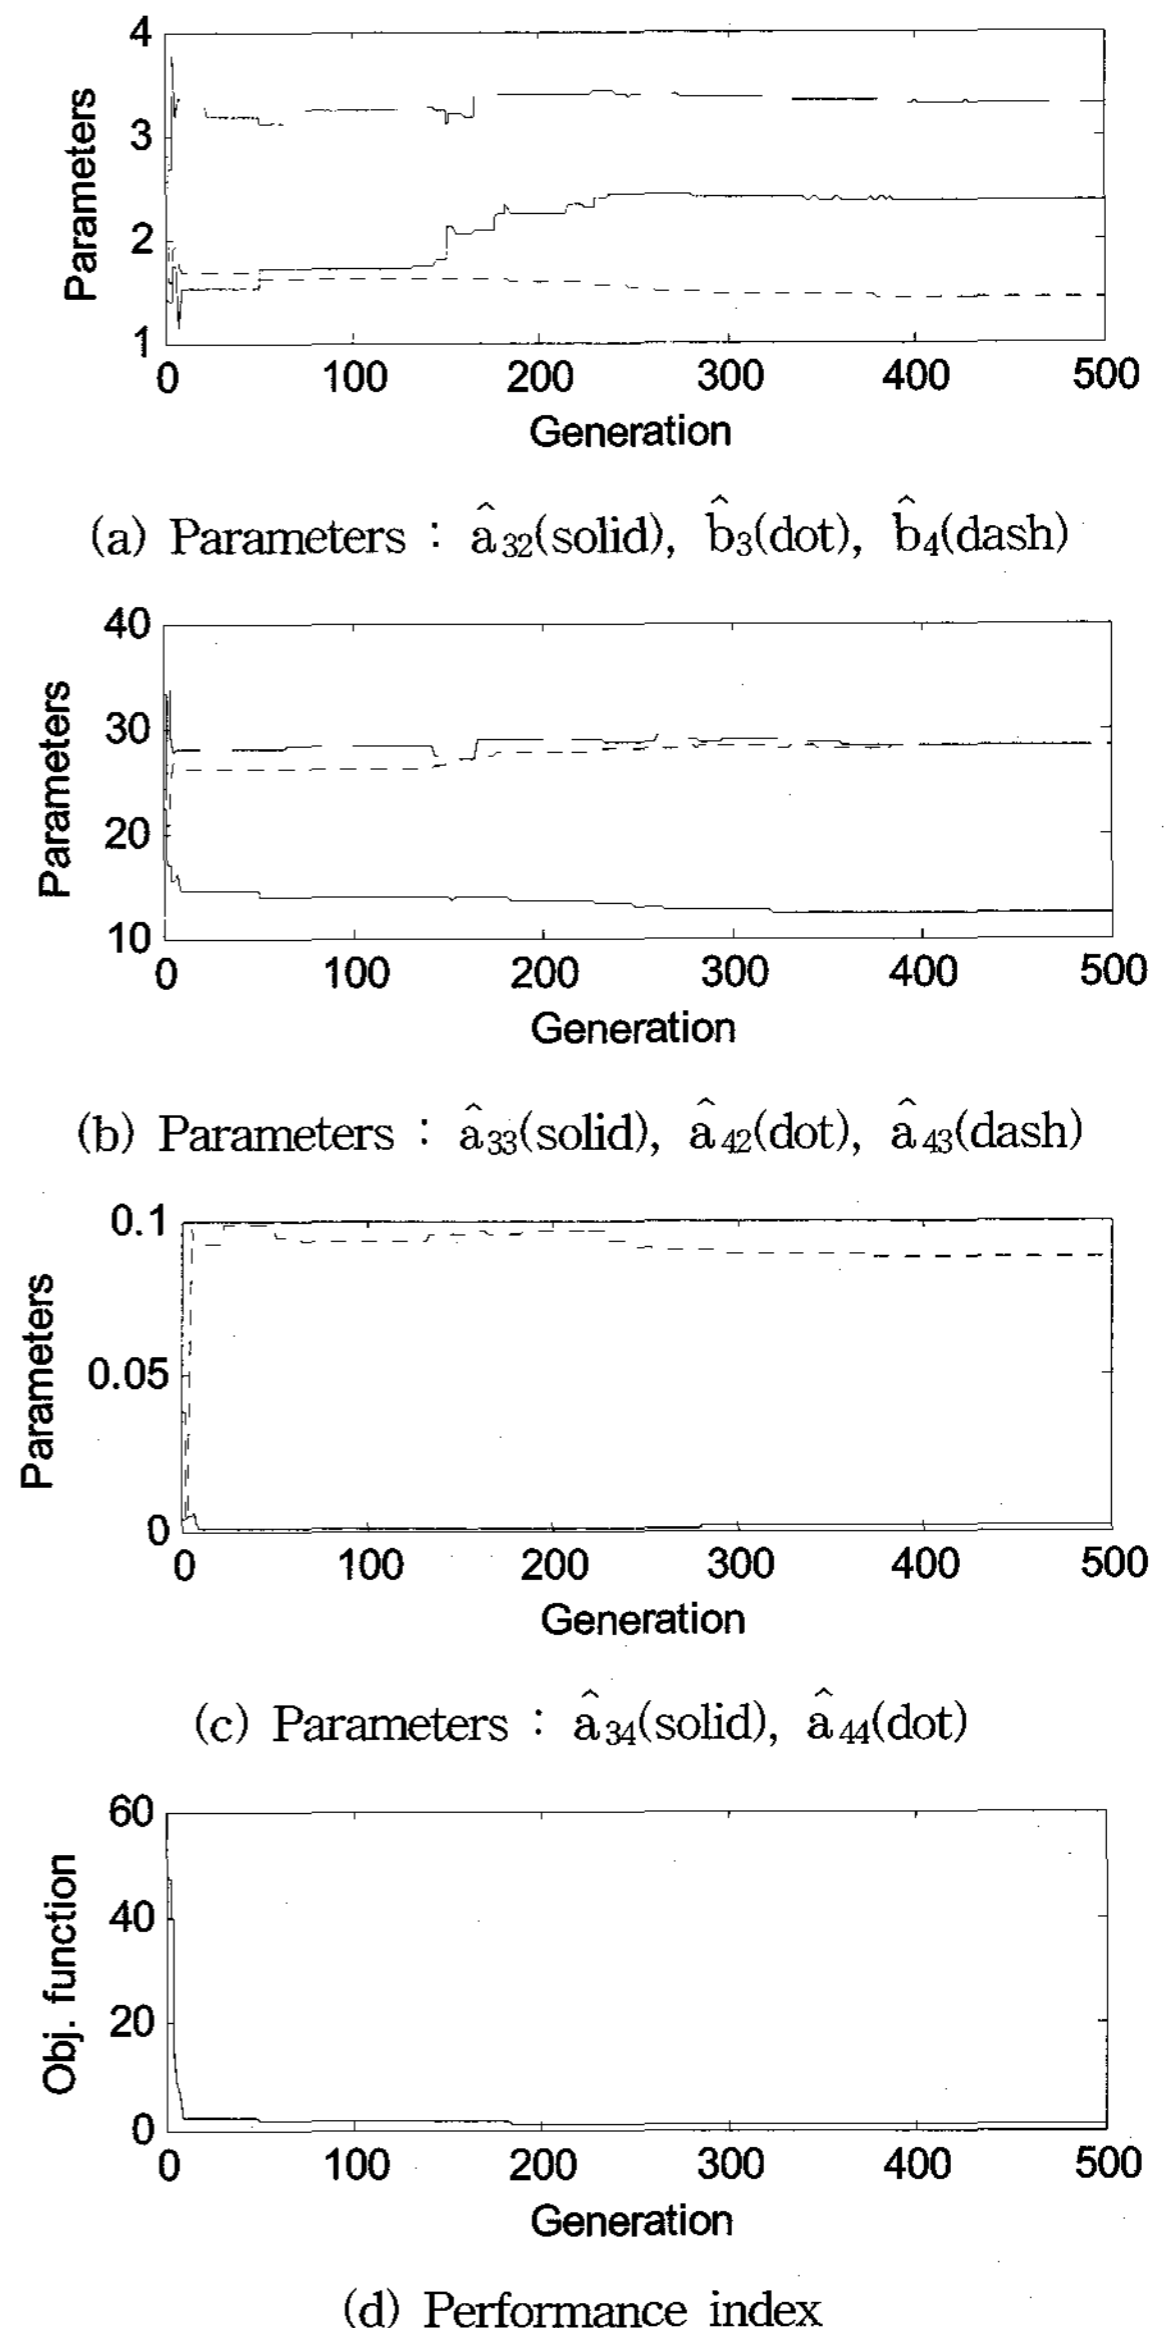 4
3
2
1
Parameters
0 100 200 300 400 500
Generation
(a) Parameters : â32(solid), b̂3(dot), b̂4(dash)
40
30
20
10
Parameters
0 100 200 300 400 500
Generation
(b) Parameters : â33(solid), â42(dot), â43(dash)
0.1
0.05
0
Parameters
0 100 200 300 400 500
Generation
(c) Parameters : â34(solid), â44(dot)
60
40
20
0
Obj. function
0 100 200 300 400 500
Generation
(d) Performance index